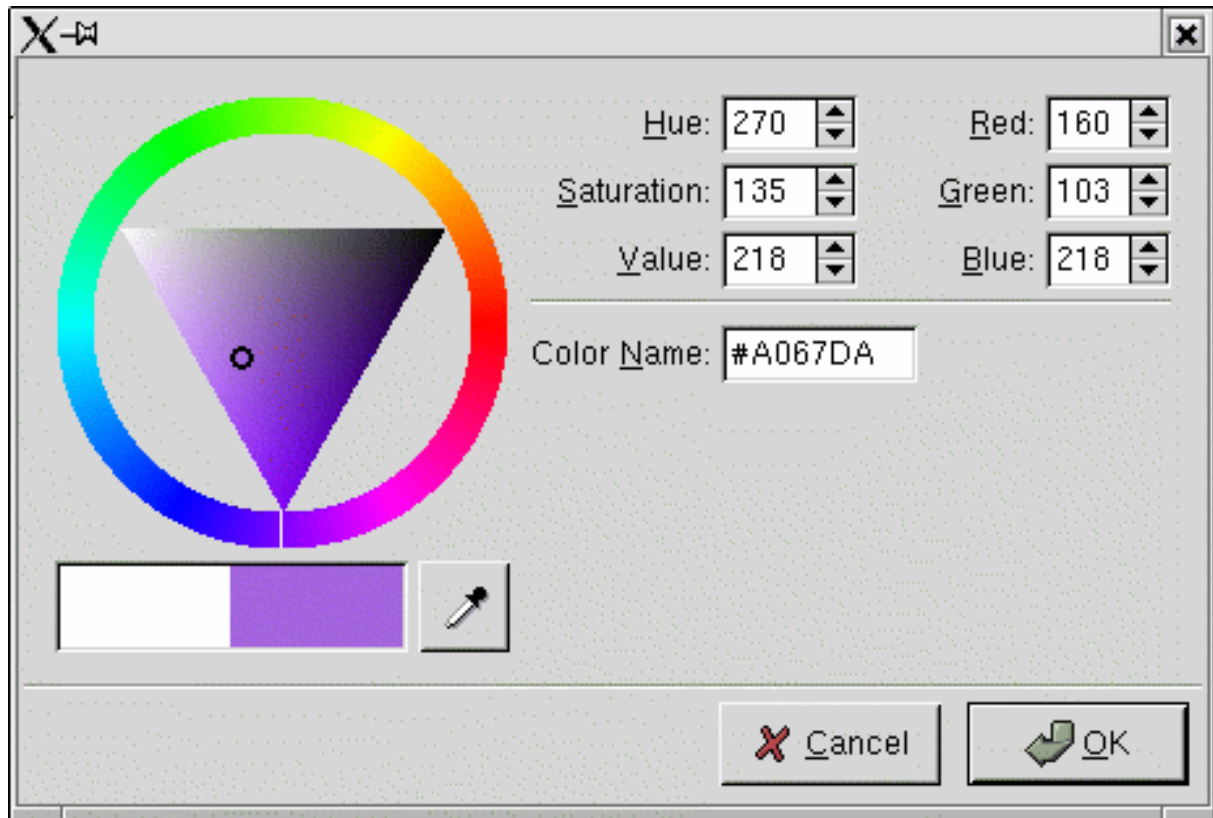 Hue: 270 Red: 160
Saturation: 135 Green: 103
Value: 218 Blue: 218
Color Name: #A067DA
Cancel OK